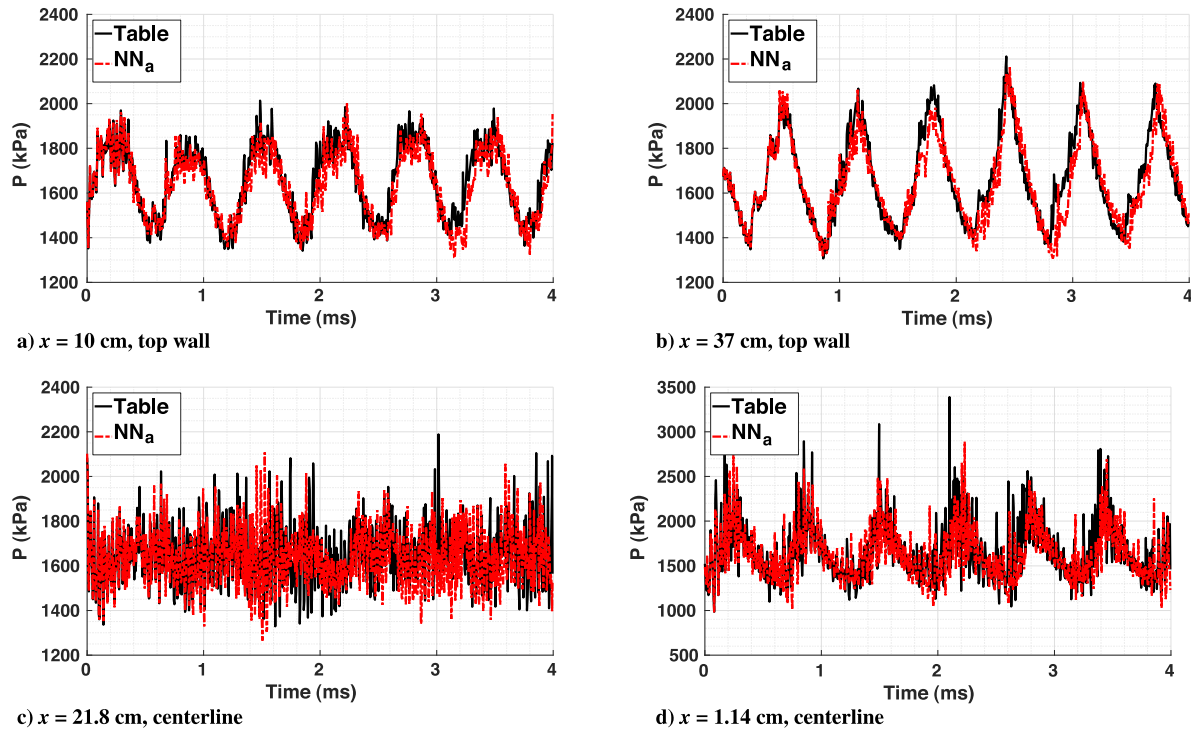 2400
2200
2000
1800
1600
1400
1200
P (kPa)
Table
NNa
0 1 2 3 4
Time (ms)
a) x = 10 cm, top wall
2400
2200
2000
1800
1600
1400
1200
P (kPa)
Table
NNa
0 1 2 3 4
Time (ms)
b) x = 37 cm, top wall
2400
2200
2000
1800
1600
1400
1200
P (kPa)
Table
NNa
0 1 2 3 4
Time (ms)
c) x = 21.8 cm, centerline
3500
3000
2500
2000
1500
1000
500
P (kPa)
Table
NNa
0 1 2 3 4
Time (ms)
d) x = 1.14 cm, centerline